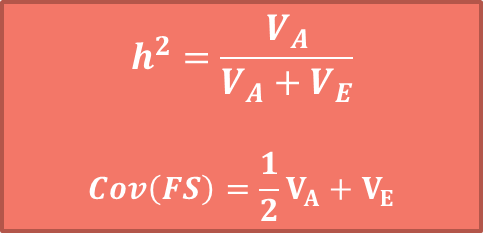 h² = V_A / (V_A + V_E)
Cov(FS) = 1/2 V_A + V_E